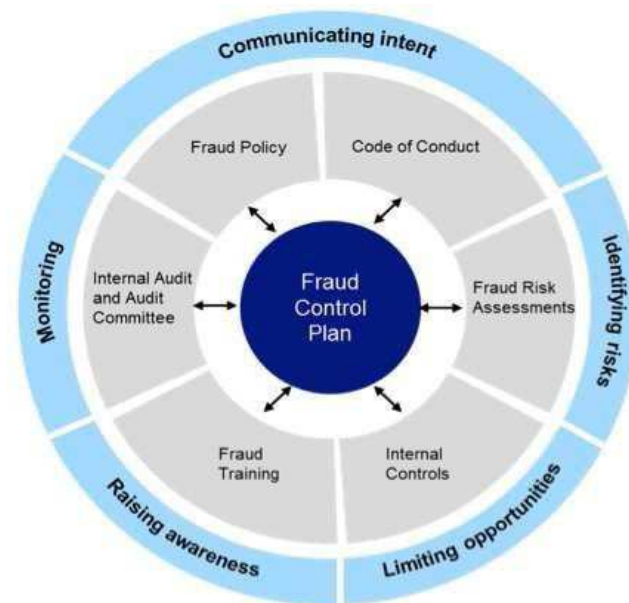 Communicating intent
Fraud Policy
Code of Conduct
Monitoring
Internal Audit
and Audit
Committee
Fraud
Control
Plan
Fraud Risk
Assessments
Identifying risks
Fraud
Training
Internal
Controls
Raising awareness
Limiting opportunities